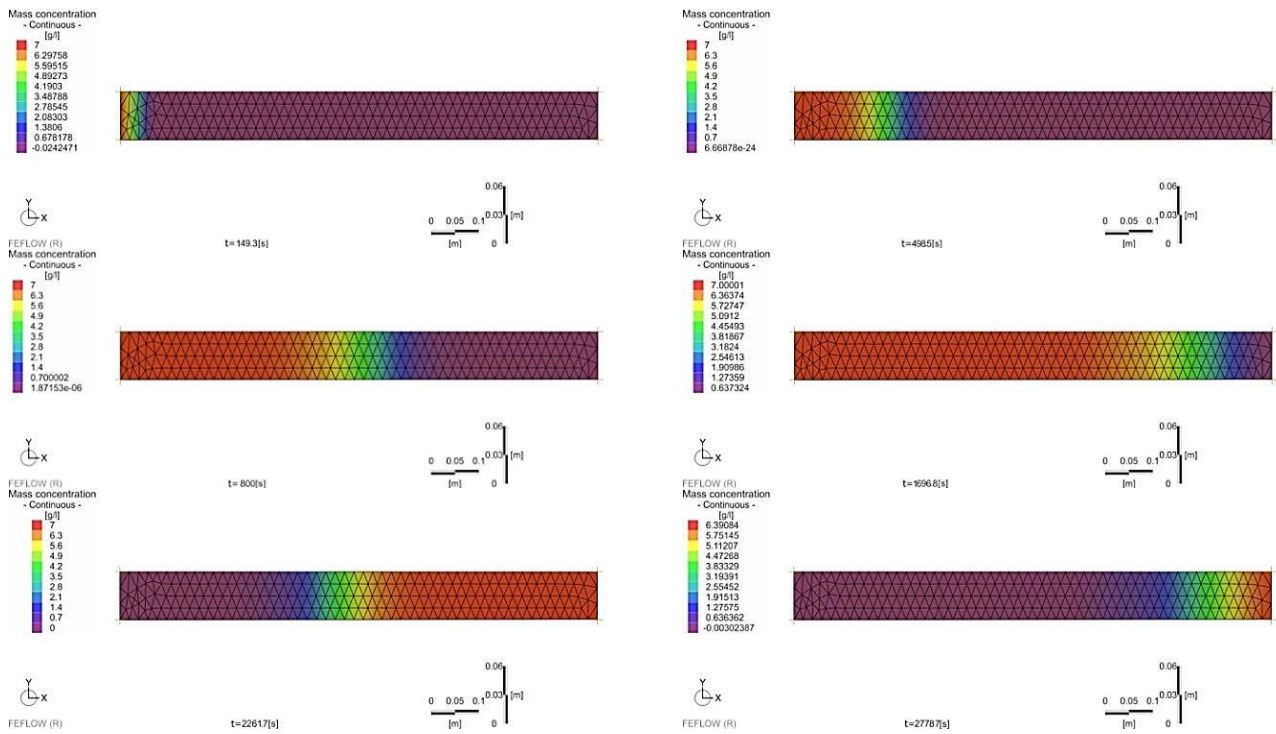 Mass concentration
- Continuous -
[g/l]
7
6.29758
5.59515
4.89273
4.1903
3.48788
2.78545
2.08303
1.3806
0.678178
-0.0242471
Y
X
FEFLOW (R)
t=149.3[s]
0 0.05 0.1
[m]
0.06
0.03
0
[m]
Mass concentration
- Continuous -
[g/l]
7
6.3
5.6
4.9
4.2
3.5
2.8
2.1
1.4
0.7
6.66878e-24
Y
X
FEFLOW (R)
t=498.5[s]
0 0.05 0.1
[m]
0.06
0.03
0
[m]
Mass concentration
- Continuous -
[g/l]
7
6.3
5.6
4.9
4.2
3.5
2.8
2.1
1.4
0.700002
1.87153e-06
Y
X
FEFLOW (R)
t= 800[s]
0 0.05 0.1
[m]
0.06
0.03
0
[m]
Mass concentration
- Continuous -
[g/l]
7.00001
6.36374
5.72747
5.0912
4.45493
3.81867
3.1824
2.54613
1.90986
1.27359
0.637324
Y
X
FEFLOW (R)
t=1696.8[s]
0 0.05 0.1
[m]
0.06
0.03
0
[m]
Mass concentration
- Continuous -
[g/l]
7
6.3
5.6
4.9
4.2
3.5
2.8
2.1
1.4
0.7
0
Y
X
FEFLOW (R)
t=2261.7[s]
0 0.05 0.1
[m]
0.06
0.03
0
[m]
Mass concentration
- Continuous -
[g/l]
6.39084
5.75145
5.11207
4.47268
3.83329
3.19391
2.55452
1.91513
1.27575
0.636362
-0.00302387
Y
X
FEFLOW (R)
t=2778.7[s]
0 0.05 0.1
[m]
0.06
0.03
0
[m]